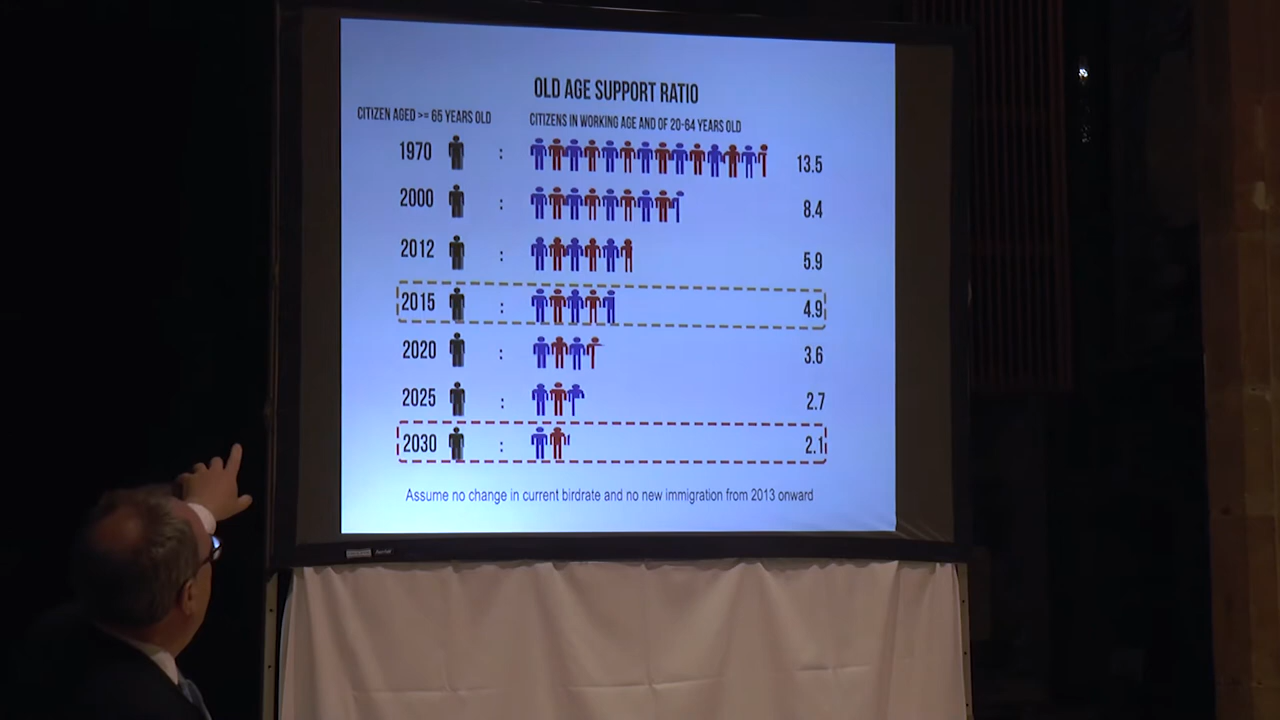 OLD AGE SUPPORT RATIO
CITIZEN AGED >= 65 YEARS OLD
CITIZENS IN WORKING AGE AND OF 20-64 YEARS OLD
1970 : 13.5
2000 : 8.4
2012 : 5.9
2015 : 4.9
2020 : 3.6
2025 : 2.7
2030 : 2.1
Assume no change in current birdrate and no new immigration from 2013 onward